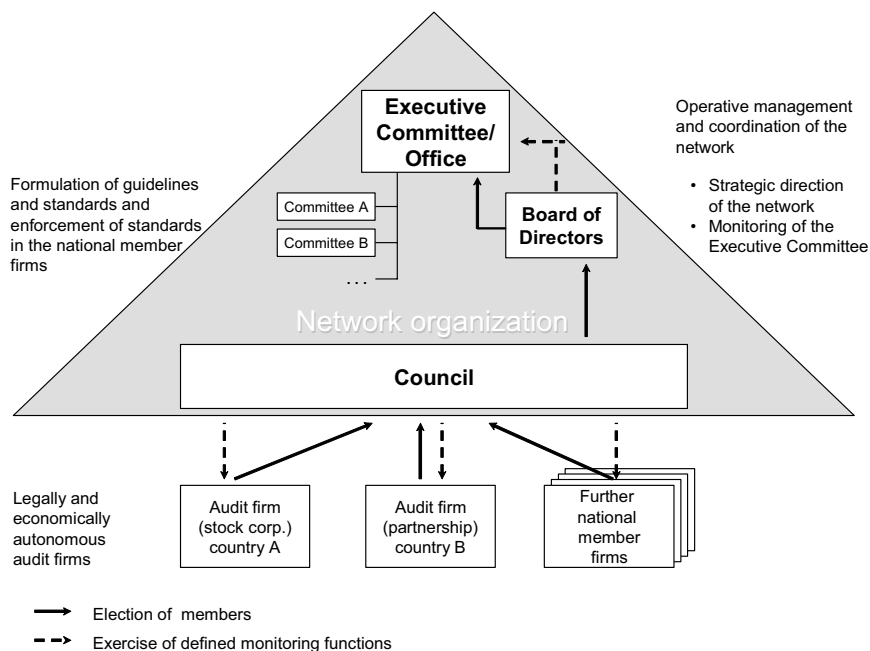 Executive
Committee/
Office
Operative management
and coordination of the
network
• Strategic direction
of the network
• Monitoring of the
Executive Committee
Formulation of guidelines
and standards and
enforcement of standards
in the national member
firms
Committee A
Committee B
...
Board of
Directors
Network organization
Council
Legally and
economically
autonomous
audit firms
Audit firm
(stock corp.)
country A
Audit firm
(partnership)
country B
Further
national
member
firms
Election of members
Exercise of defined monitoring functions